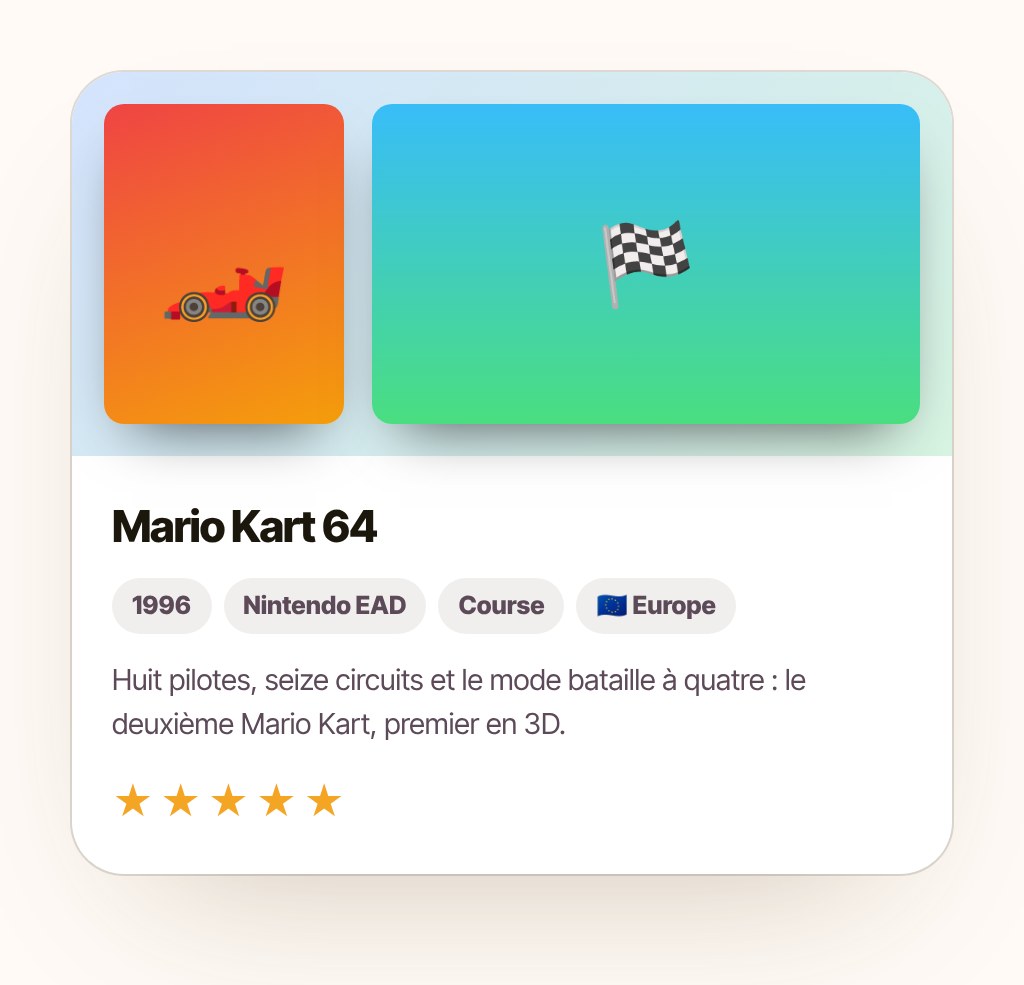 Mario Kart 64
1996 Nintendo EAD Course 🇪🇺 Europe
Huit pilotes, seize circuits et le mode bataille à quatre : le
deuxième Mario Kart, premier en 3D.
★★★★★